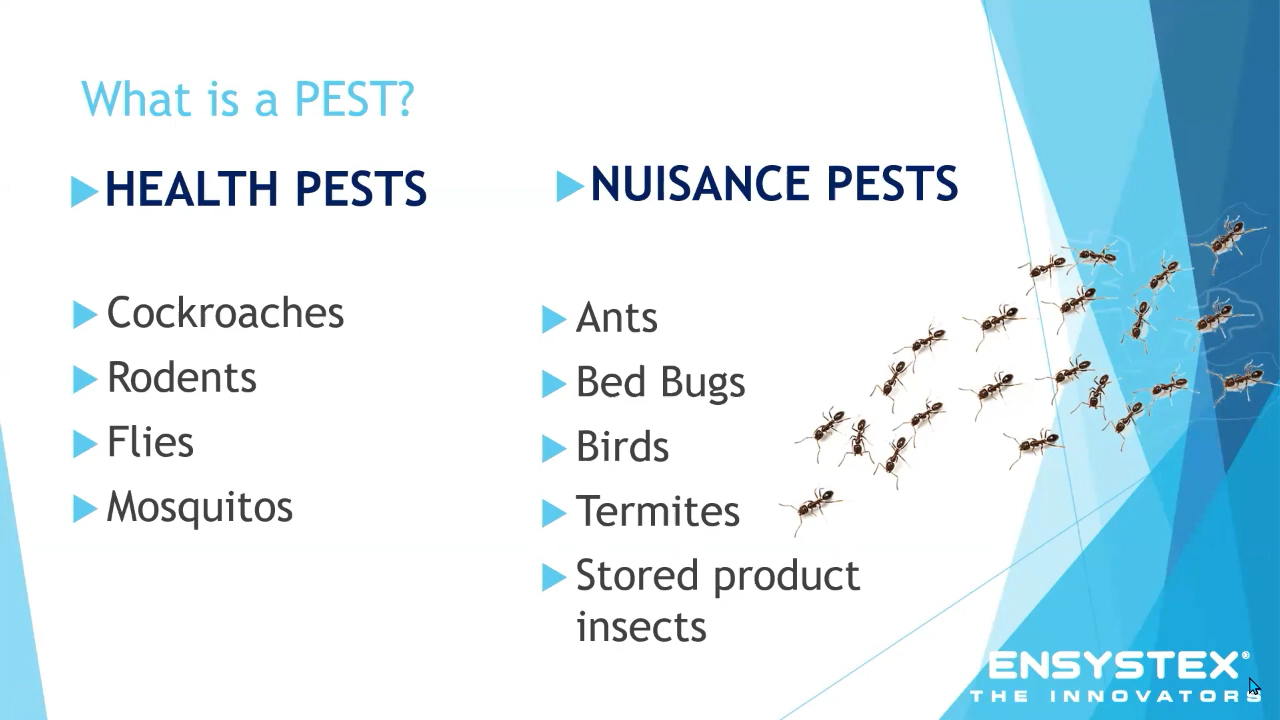 What is a PEST?
HEALTH PESTS
Cockroaches
Rodents
Flies
Mosquitos
NUISANCE PESTS
Ants
Bed Bugs
Birds
Termites
Stored product
insects
ENSYSTEX®
THE INNOVATORS